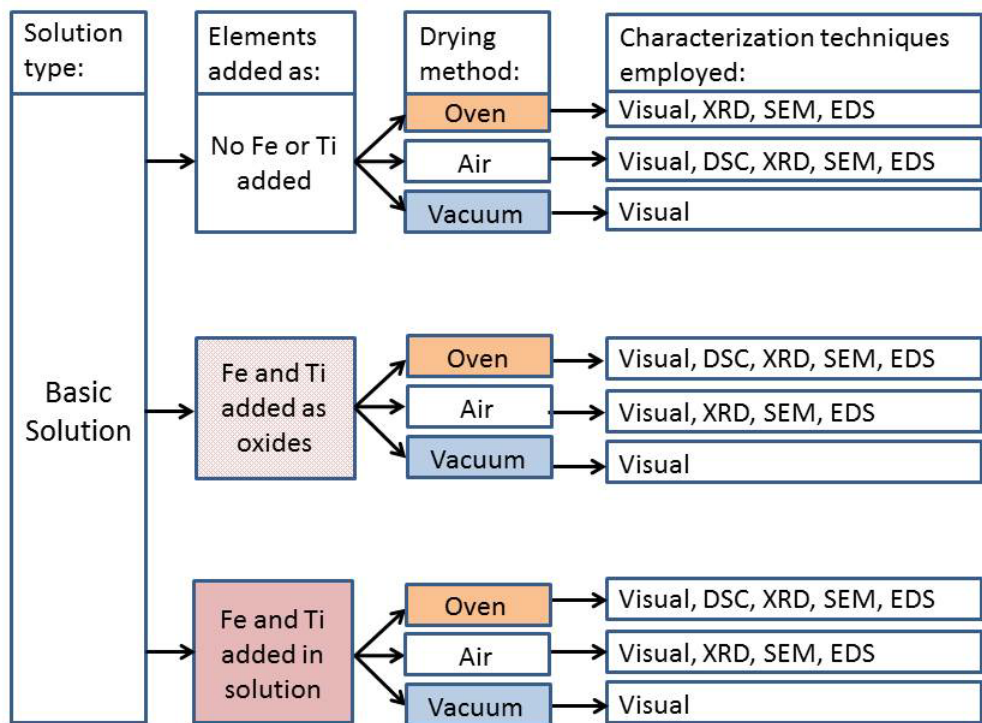 Solution
type:
Elements
added as:
Drying
method:
Characterization techniques
employed:
Basic
Solution
No Fe or Ti
added
Oven
Visual, XRD, SEM, EDS
Air
Visual, DSC, XRD, SEM, EDS
Vacuum
Visual
Fe and Ti
added as
oxides
Oven
Visual, DSC, XRD, SEM, EDS
Air
Visual, XRD, SEM, EDS
Vacuum
Visual
Fe and Ti
added in
solution
Oven
Visual, DSC, XRD, SEM, EDS
Air
Visual, XRD, SEM, EDS
Vacuum
Visual